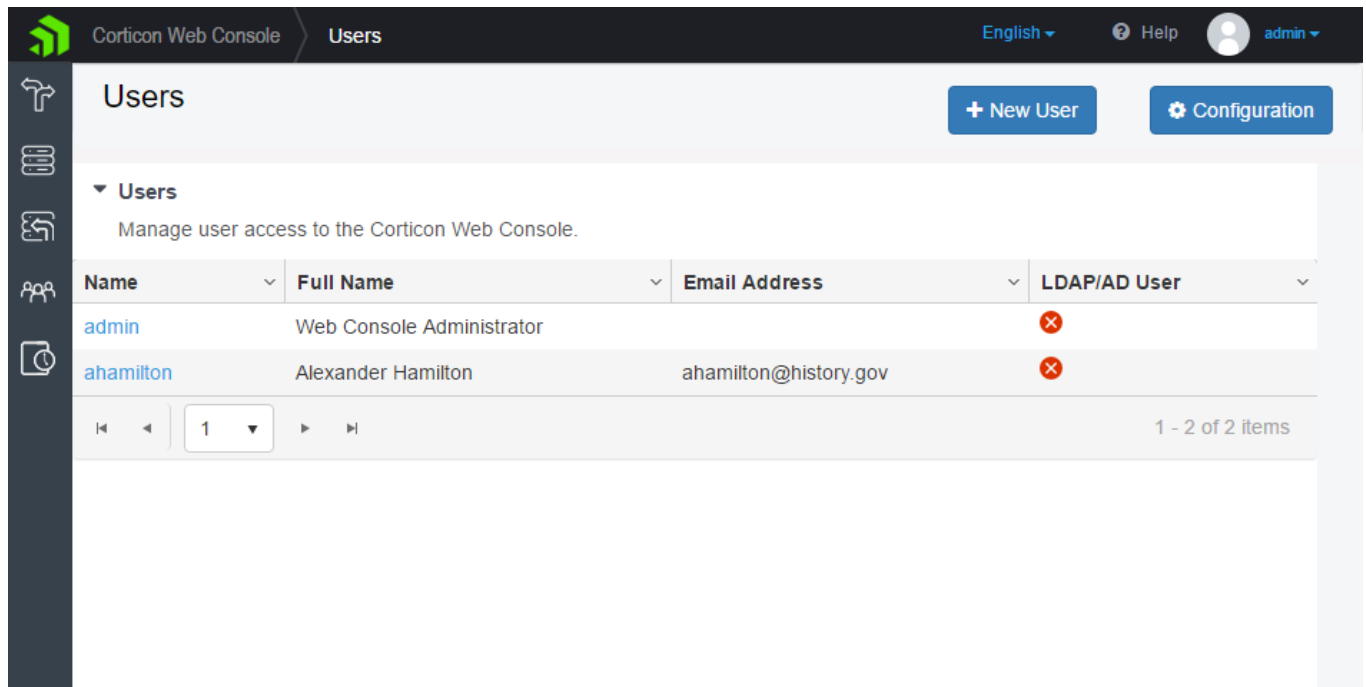 Corticon Web Console Users English Help admin
Users
+ New User Configuration
Users
Manage user access to the Corticon Web Console.
Name Full Name Email Address LDAP/AD User
admin Web Console Administrator
ahamilton Alexander Hamilton ahamilton@history.gov
1 1 - 2 of 2 items